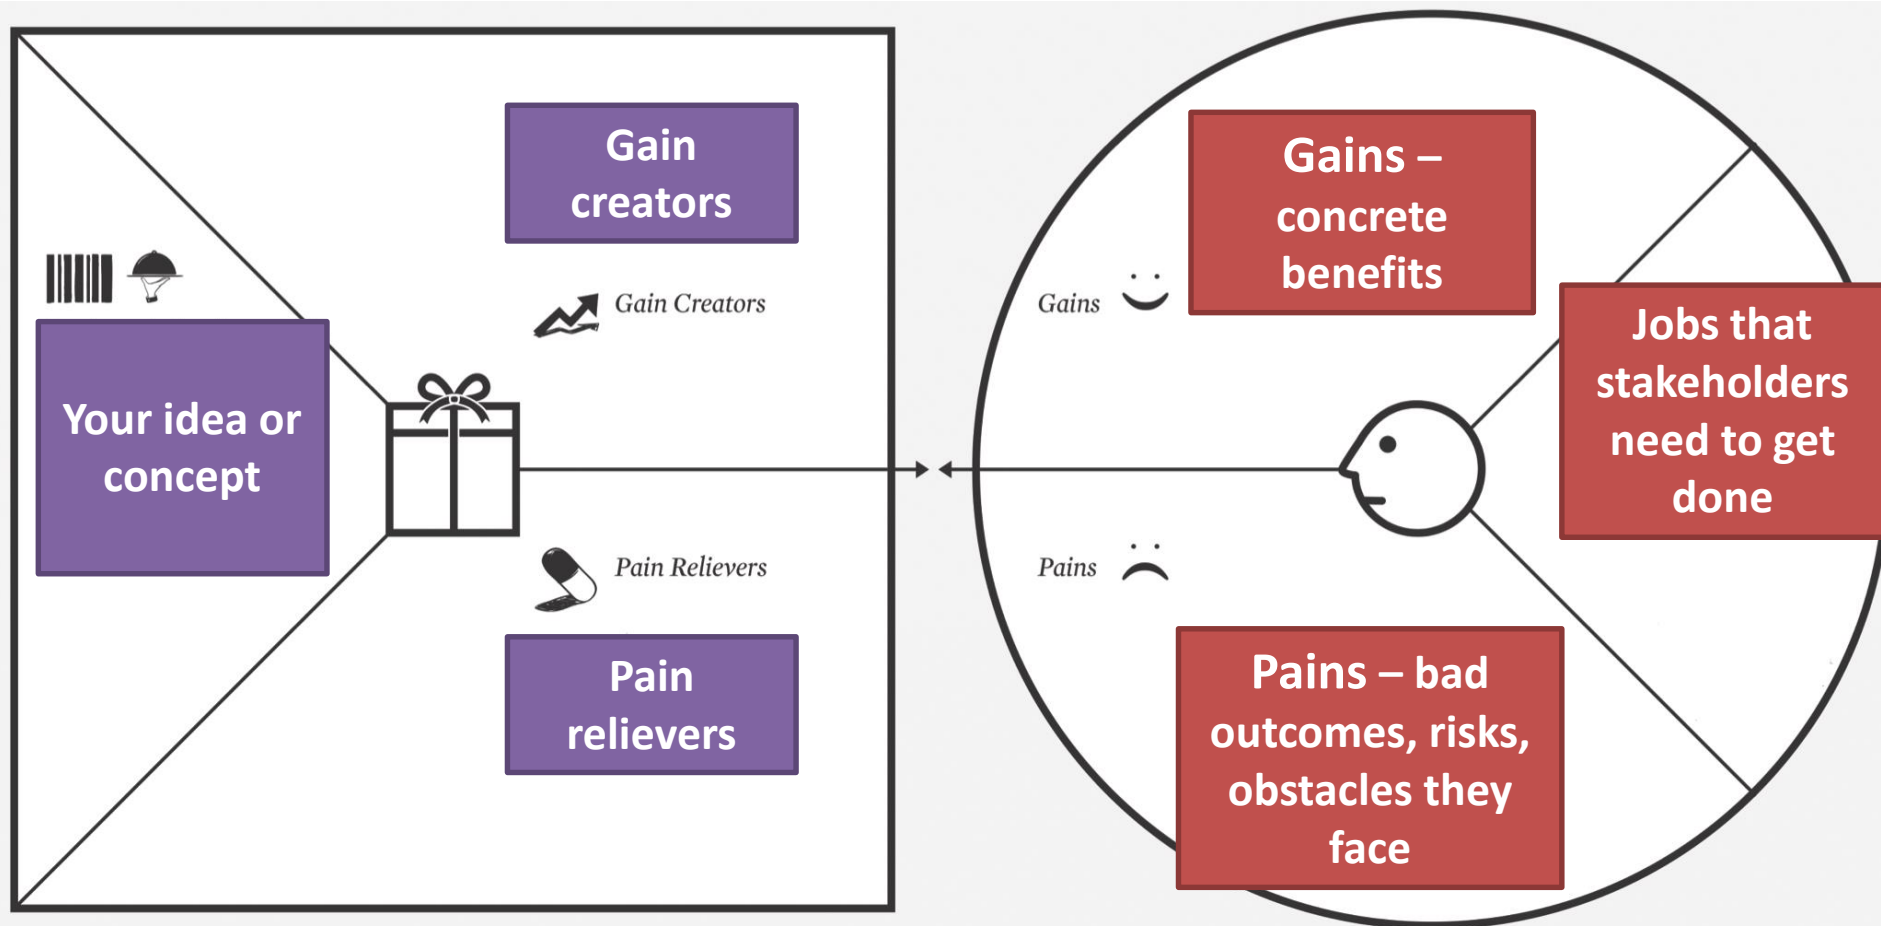 Gain
creators
Gain Creators
Your idea or
concept
Pain Relievers
Pain
relievers
Gains –
concrete
benefits
Gains
Jobs that
stakeholders
need to get
done
Pains
Pains – bad
outcomes, risks,
obstacles they
face